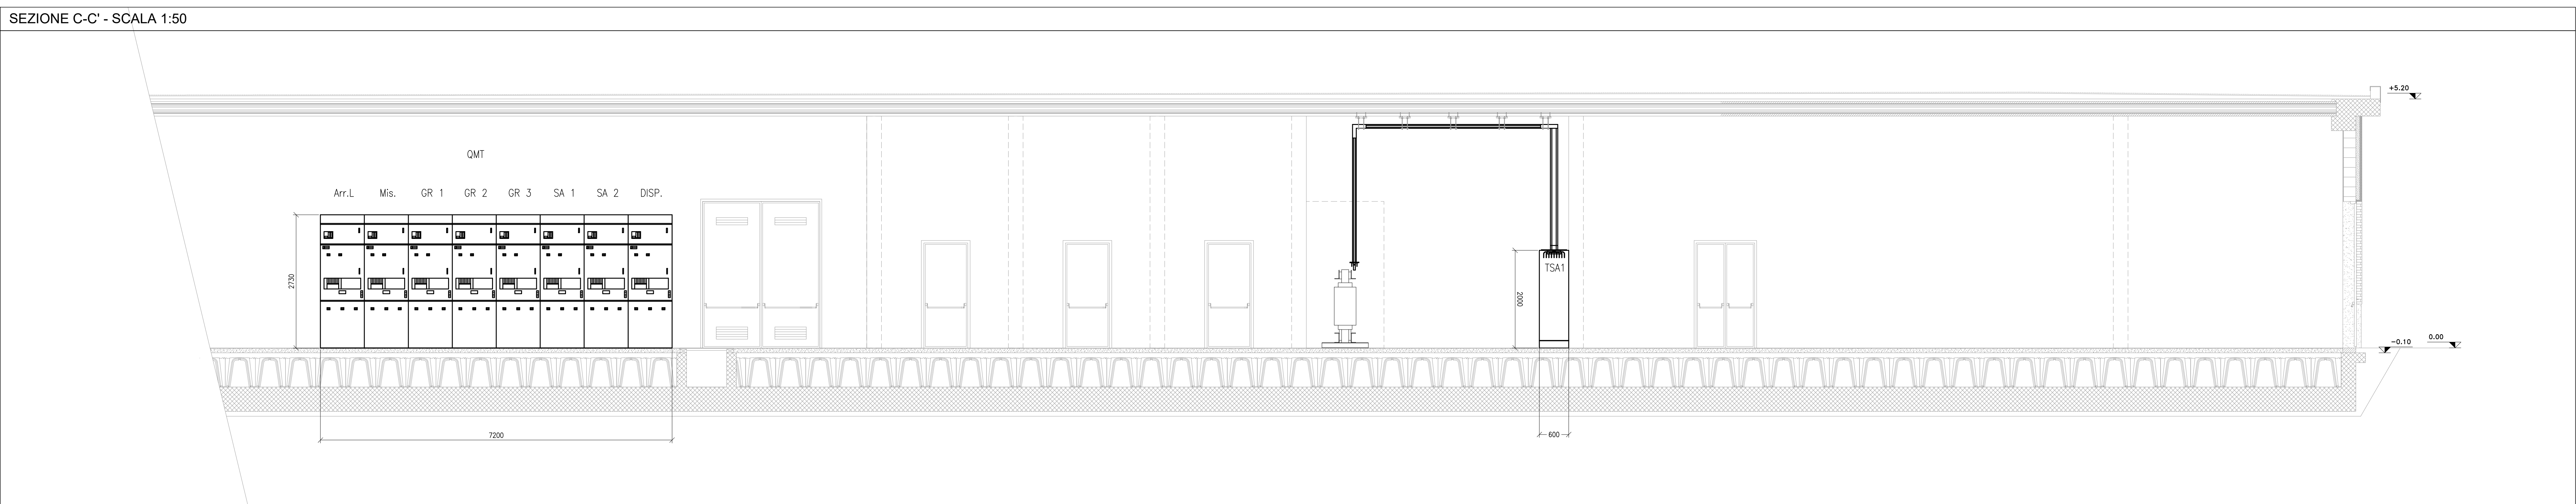 SEZIONE C-C' - SCALA 1:50
+5.20
QMT
Arr.L Mis. GR 1 GR 2 GR 3 SA 1 SA 2 DISP.
2730
TSA1
2000
-0.10
0.00
7200
600